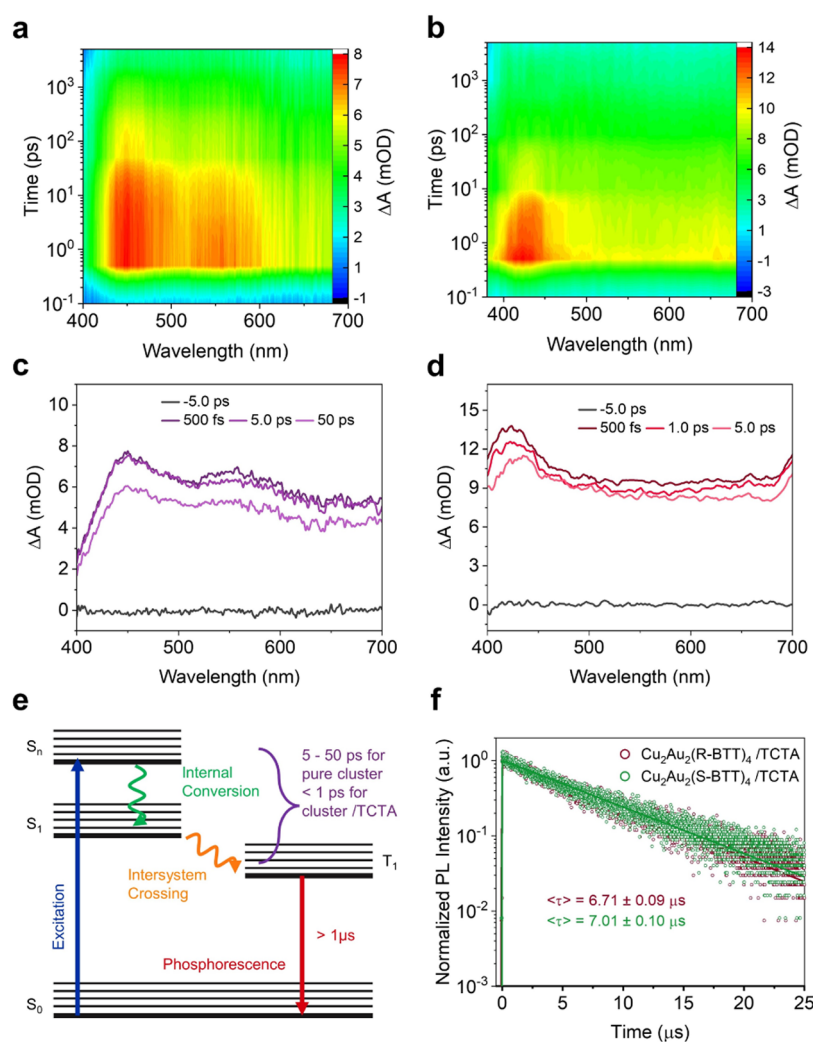 a
b
10³
10²
10¹
10⁰
10⁻¹
Time (ps)
400 500 600 700
Wavelength (nm)
8
7
6
5
4
3
2
1
-1
ΔA (mOD)
10³
10²
10¹
10⁰
10⁻¹
Time (ps)
400 500 600 700
Wavelength (nm)
14
12
10
8
6
4
3
1
-1
-3
ΔA (mOD)
c
d
-5.0 ps
500 fs 5.0 ps 50 ps
10
8
6
4
2
0
ΔA (mOD)
400 500 600 700
Wavelength (nm)
-5.0 ps
500 fs 1.0 ps 5.0 ps
15
12
9
6
3
0
ΔA (mOD)
400 500 600 700
Wavelength (nm)
e
f
Sₙ
Internal
Conversion
5 - 50 ps for
pure cluster
< 1 ps for
cluster /TCTA
S₁
Intersystem
Crossing
T₁
Excitation
> 1µs
Phosphorescence
S₀
Cu₂Au₂(R-BTT)₄ /TCTA
Cu₂Au₂(S-BTT)₄ /TCTA
10⁰
10⁻¹
10⁻²
10⁻³
Normalized PL Intensity (a.u.)
<τ> = 6.71 ± 0.09 µs
<τ> = 7.01 ± 0.10 µs
0 5 10 15 20 25
Time (µs)